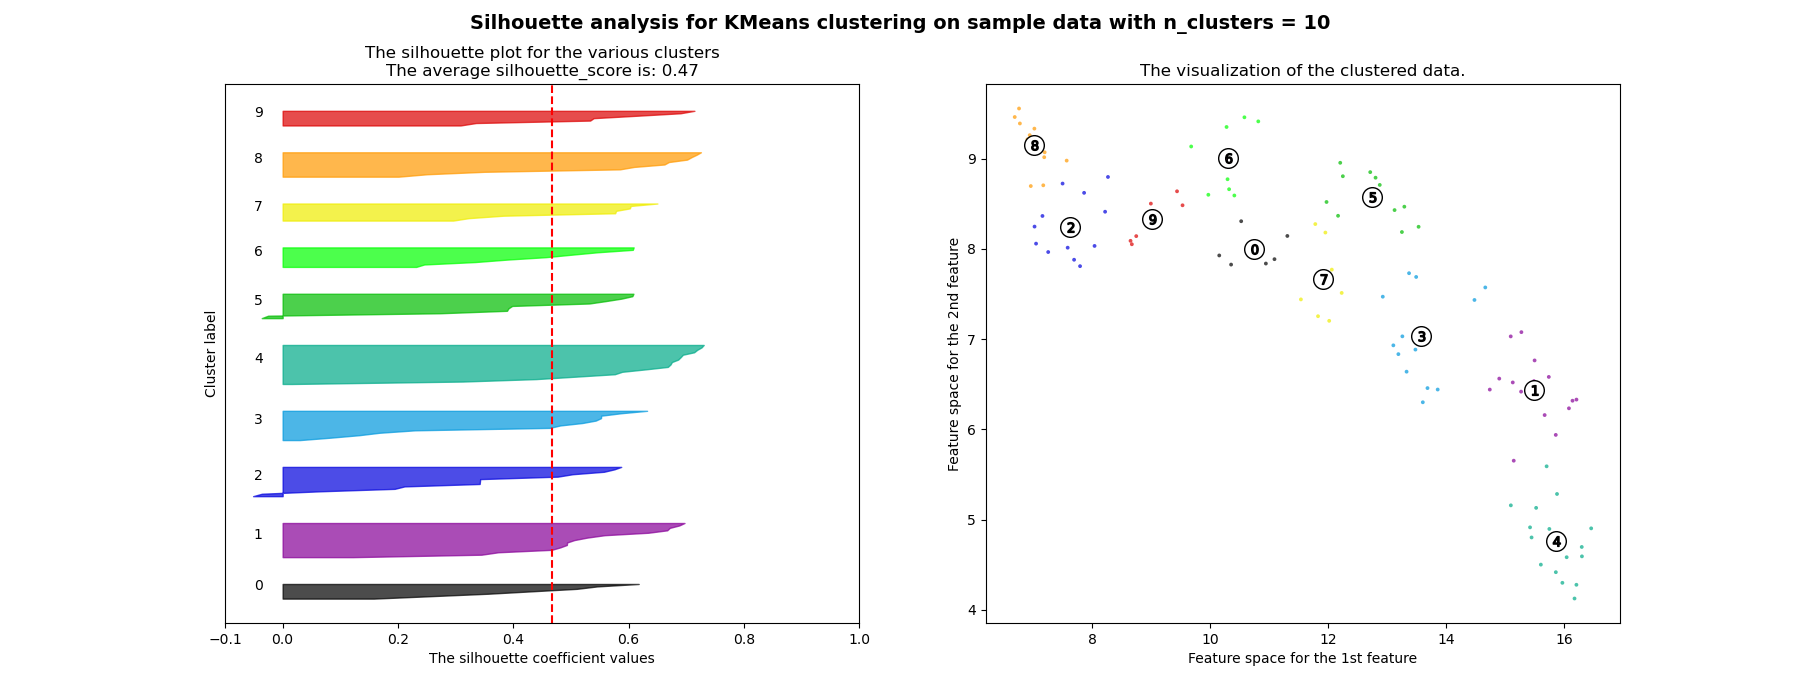 Silhouette analysis for KMeans clustering on sample data with n_clusters = 10
The silhouette plot for the various clusters
The average silhouette_score is: 0.47
9
8
7
6
5
4
3
2
1
0
Cluster label
−0.1 0.0 0.2 0.4 0.6 0.8 1.0
The silhouette coefficient values
The visualization of the clustered data.
9
8
7
6
5
4
Feature space for the 2nd feature
8
6
5
2
9
0
7
3
1
4
8 10 12 14 16
Feature space for the 1st feature